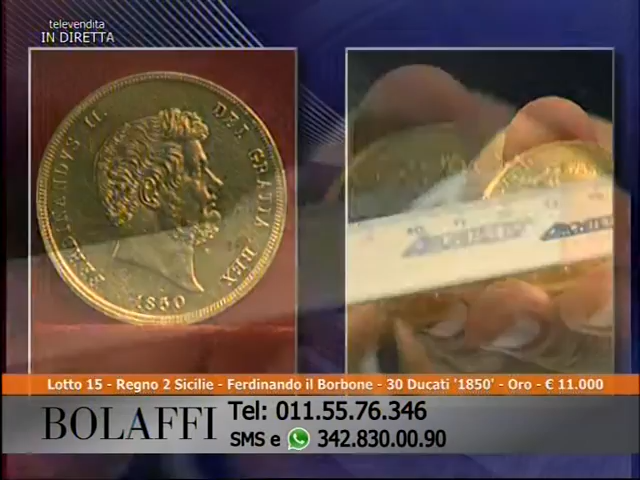 televendita
IN DIRETTA
FERDINANDVS II.
DEI GRATIA REX
1850
Lotto 15 - Regno 2 Sicilie - Ferdinando il Borbone - 30 Ducati '1850' - Oro - € 11.000
BOLAFFI
Tel: 011.55.76.346
SMS e 342.830.00.90